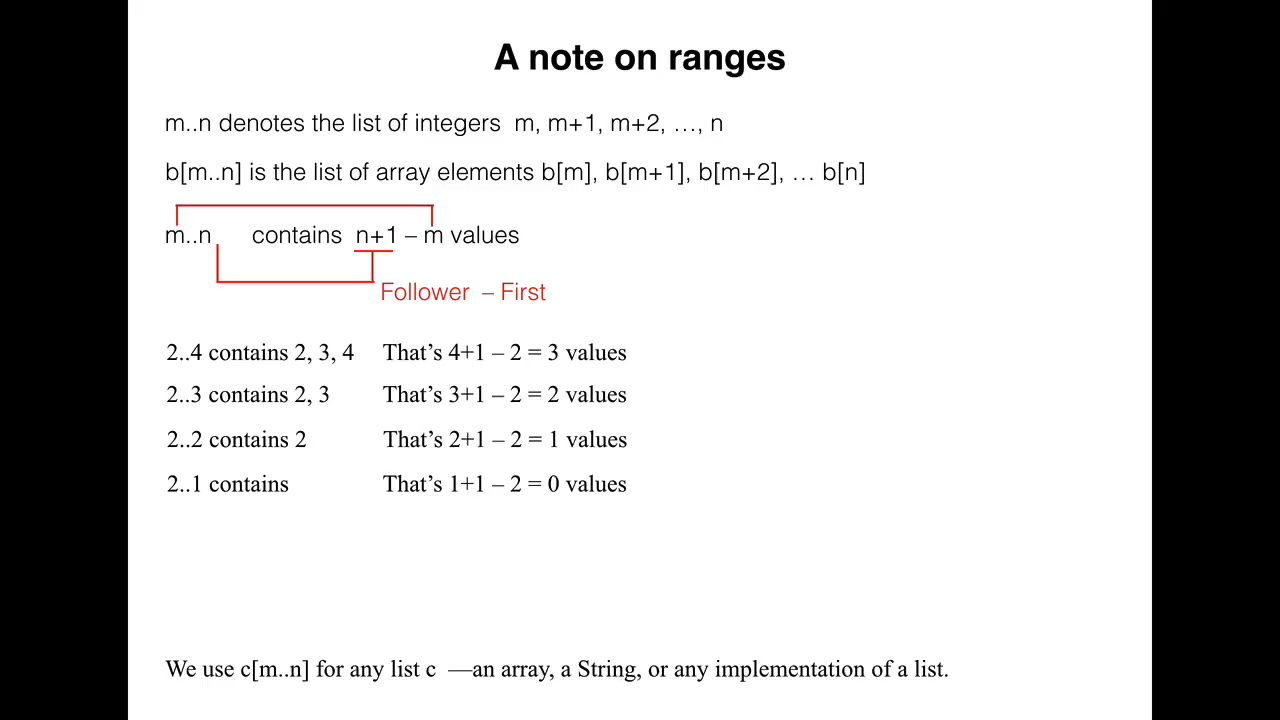 A note on ranges
m..n denotes the list of integers  m, m+1, m+2, …, n
b[m..n] is the list of array elements b[m], b[m+1], b[m+2], … b[n]
m..n contains n+1 – m values
Follower – First
2..4 contains 2, 3, 4 That’s 4+1 – 2 = 3 values
2..3 contains 2, 3 That’s 3+1 – 2 = 2 values
2..2 contains 2 That’s 2+1 – 2 = 1 values
2..1 contains That’s 1+1 – 2 = 0 values
We use c[m..n] for any list c —an array, a String, or any implementation of a list.